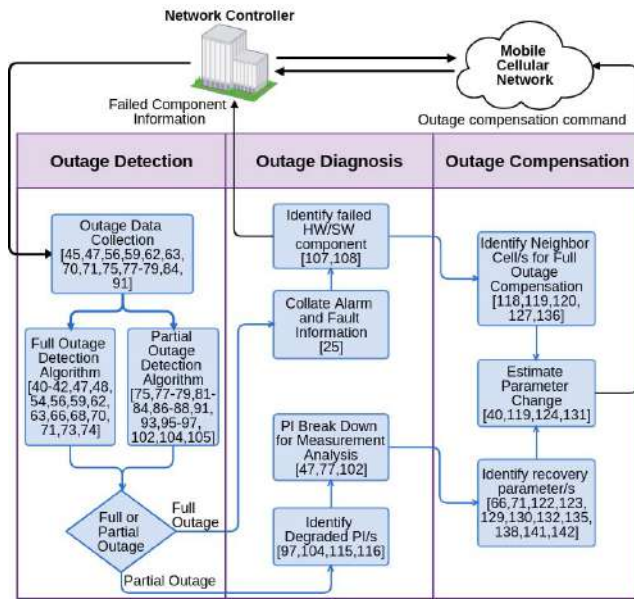 Network Controller
Mobile
Cellular
Network
Failed Component
Information
Outage compensation command
Outage Detection
Outage Diagnosis
Outage Compensation
Outage Data
Collection
[45,47,56,59,62,63,
70,71,75,77-79,84,
91]
Full Outage
Detection
Algorithm
[40-42,47,48,
54,56,59,62,
63,66,68,70,
71,73,74]
Partial
Outage
Detection
Algorithm
[75,77-79,81-
84,86-88,91,
93,95-97,
102,104,105]
Full or
Partial
Outage
Full
Outage
Partial Outage
Identify failed
HW/SW
component
[107,108]
Collate Alarm
and Fault
Information
[25]
PI Break Down
for Measurement
Analysis
[47,77,102]
Identify
Degraded PI/s
[97,104,115,116]
Identify Neighbor
Cell/s for Full
Outage
Compensation
[118,119,120,
127,136]
Estimate
Parameter
Change
[40,119,124,131]
Identify recovery
parameter/s
[66,71,122,123,
129,130,132,135,
138,141,142]